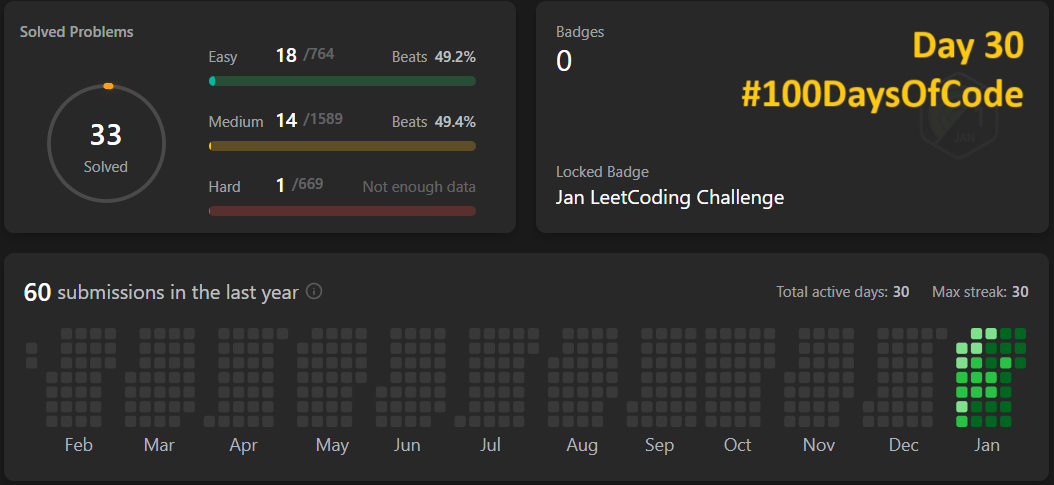 Solved Problems
33
Solved
Easy 18 /764 Beats 49.2%
Medium 14 /1589 Beats 49.4%
Hard 1 /669 Not enough data
Badges
0
Day 30
#100DaysOfCode
JAN
Locked Badge
Jan LeetCoding Challenge
60 submissions in the last year
Total active days: 30 Max streak: 30
Feb Mar Apr May Jun Jul Aug Sep Oct Nov Dec Jan